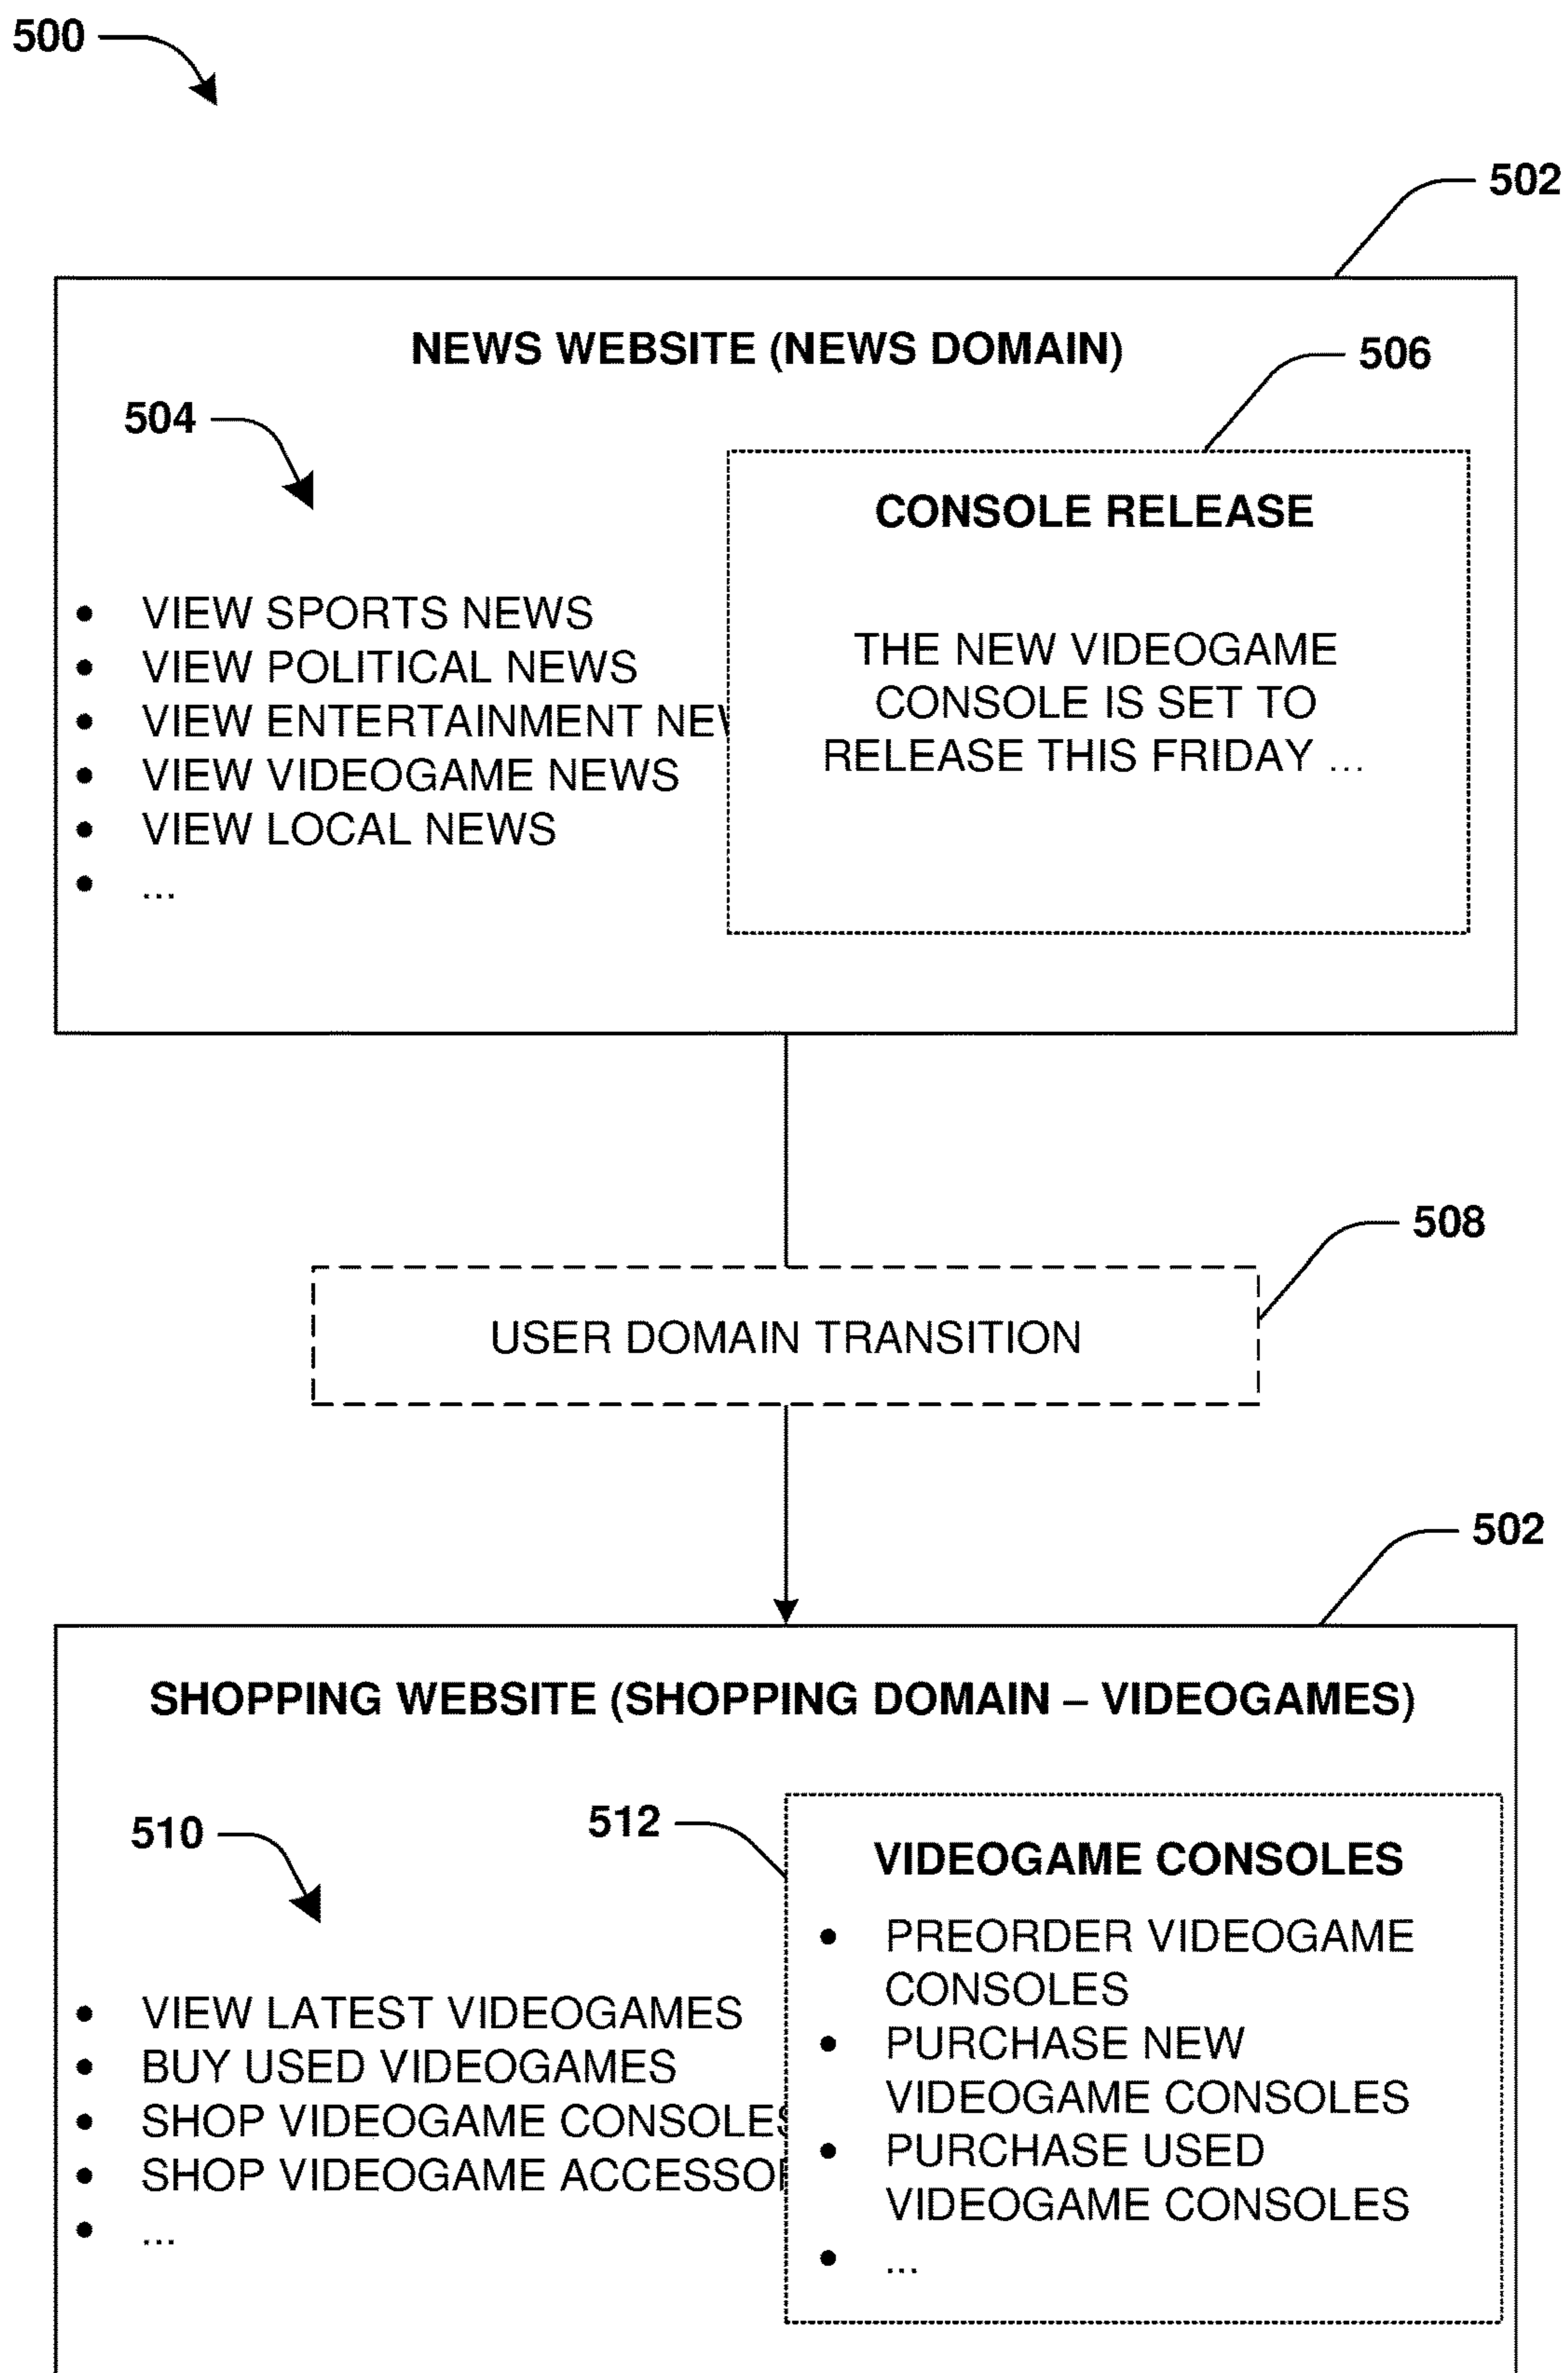 500
502
NEWS WEBSITE (NEWS DOMAIN)
506
504
CONSOLE RELEASE
THE NEW VIDEOGAME
CONSOLE IS SET TO
RELEASE THIS FRIDAY ...
• VIEW SPORTS NEWS
• VIEW POLITICAL NEWS
• VIEW ENTERTAINMENT
• VIEW VIDEOGAME NEWS
• VIEW LOCAL NEWS
• ...
508
USER DOMAIN TRANSITION
502
SHOPPING WEBSITE (SHOPPING DOMAIN – VIDEOGAMES)
510
512
• VIEW LATEST VIDEOGAMES
• BUY USED VIDEOGAMES
• SHOP VIDEOGAME CONSOLES
• SHOP VIDEOGAME
• ...
VIDEOGAME CONSOLES
• PREORDER VIDEOGAME
CONSOLES
• PURCHASE NEW
VIDEOGAME CONSOLES
• PURCHASE USED
VIDEOGAME CONSOLES
• ...